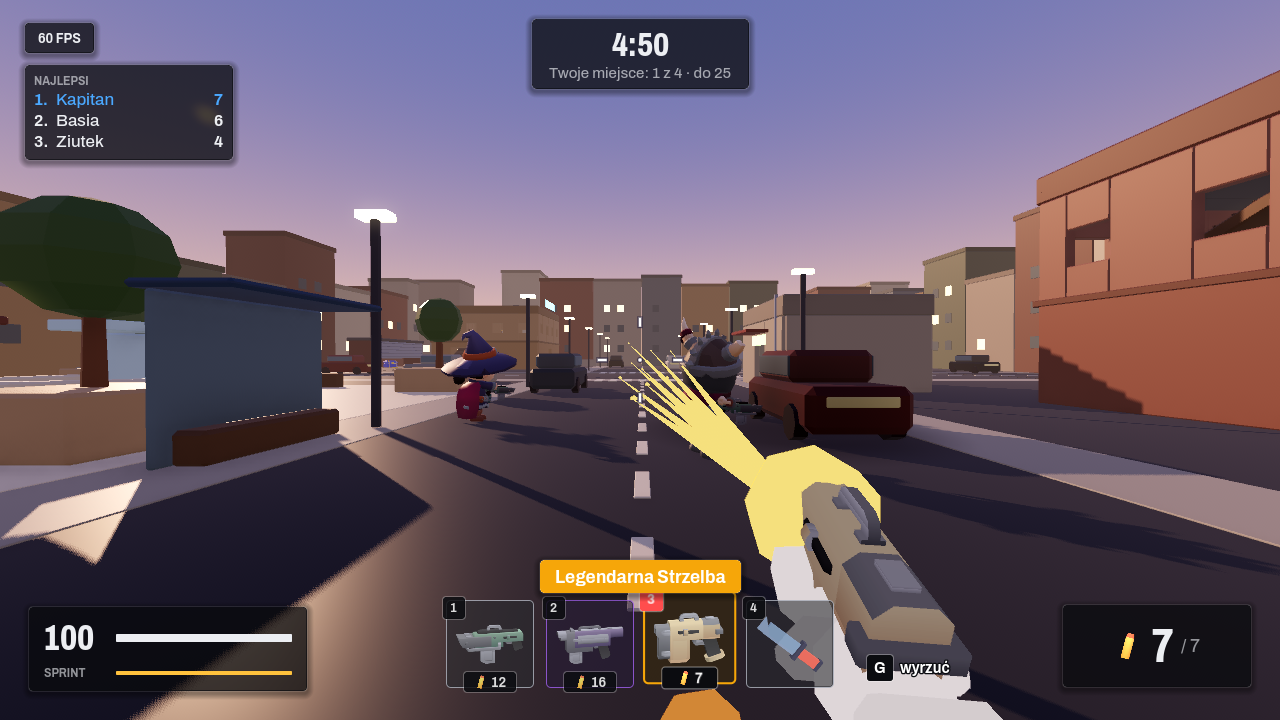 60 FPS
4:50
Twoje miejsce: 1 z 4 · do 25
NAJLEPSI
1. Kapitan 7
2. Basia 6
3. Ziutek 4
Legendarna Strzelba
1
2
3
4
12
16
7
100
SPRINT
G wyrzuć
7 / 7